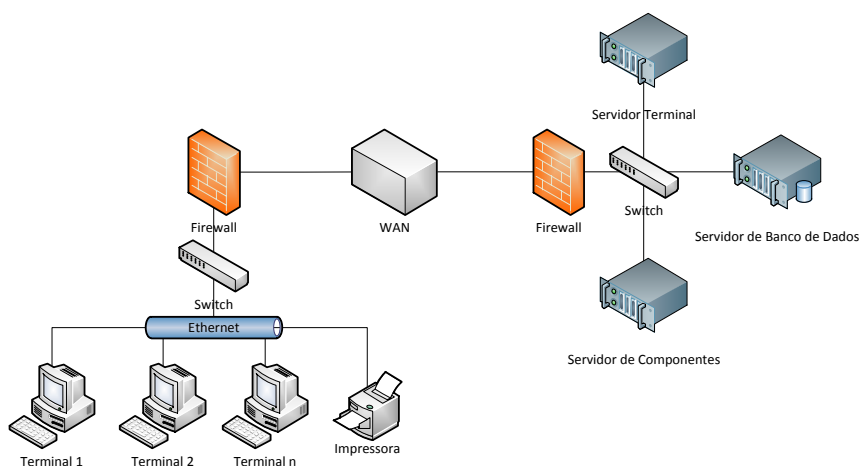 Servidor Terminal
Firewall
WAN
Firewall
Switch
Servidor de Banco de Dados
Switch
Ethernet
Servidor de Componentes
Impressora
Terminal 1
Terminal 2
Terminal n